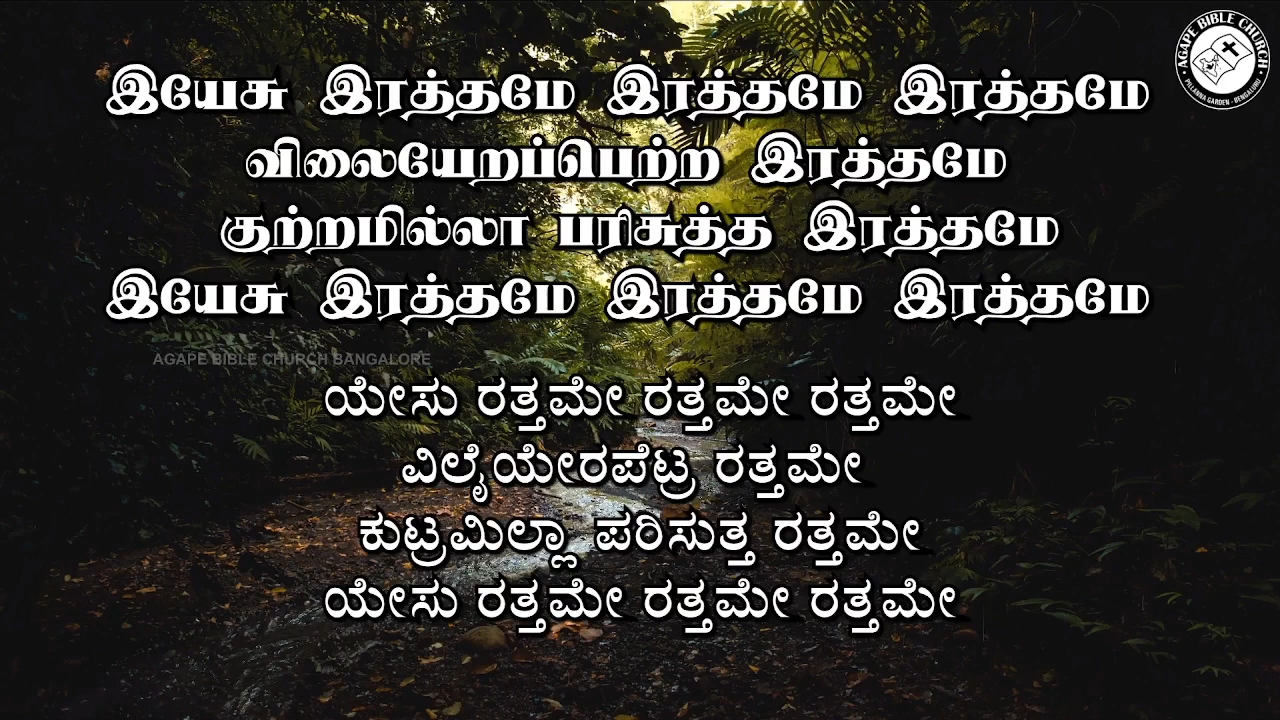 இயேசு இரத்தமே இரத்தமே இரத்தமே
விலையேறப்பெற்ற இரத்தமே
குற்றமில்லா பரிசுத்த இரத்தமே
இயேசு இரத்தமே இரத்தமே இரத்தமே
AGAPE BIBLE CHURCH BANGALORE
ಯೇಸು ರತ್ತಮೇ ರತ್ತಮೇ ರತ್ತಮೇ
ವಿಲೈಯೇರಪೆಟ್ರ ರತ್ತಮೇ
ಕುಟ್ರಮಿಲ್ಲಾ ಪರಿಸುತ್ತ ರತ್ತಮೇ
ಯೇಸು ರತ್ತಮೇ ರತ್ತಮೇ ರತ್ತಮೇ
AGAPE BIBLE CHURCH
GARDEN - BENGALURU